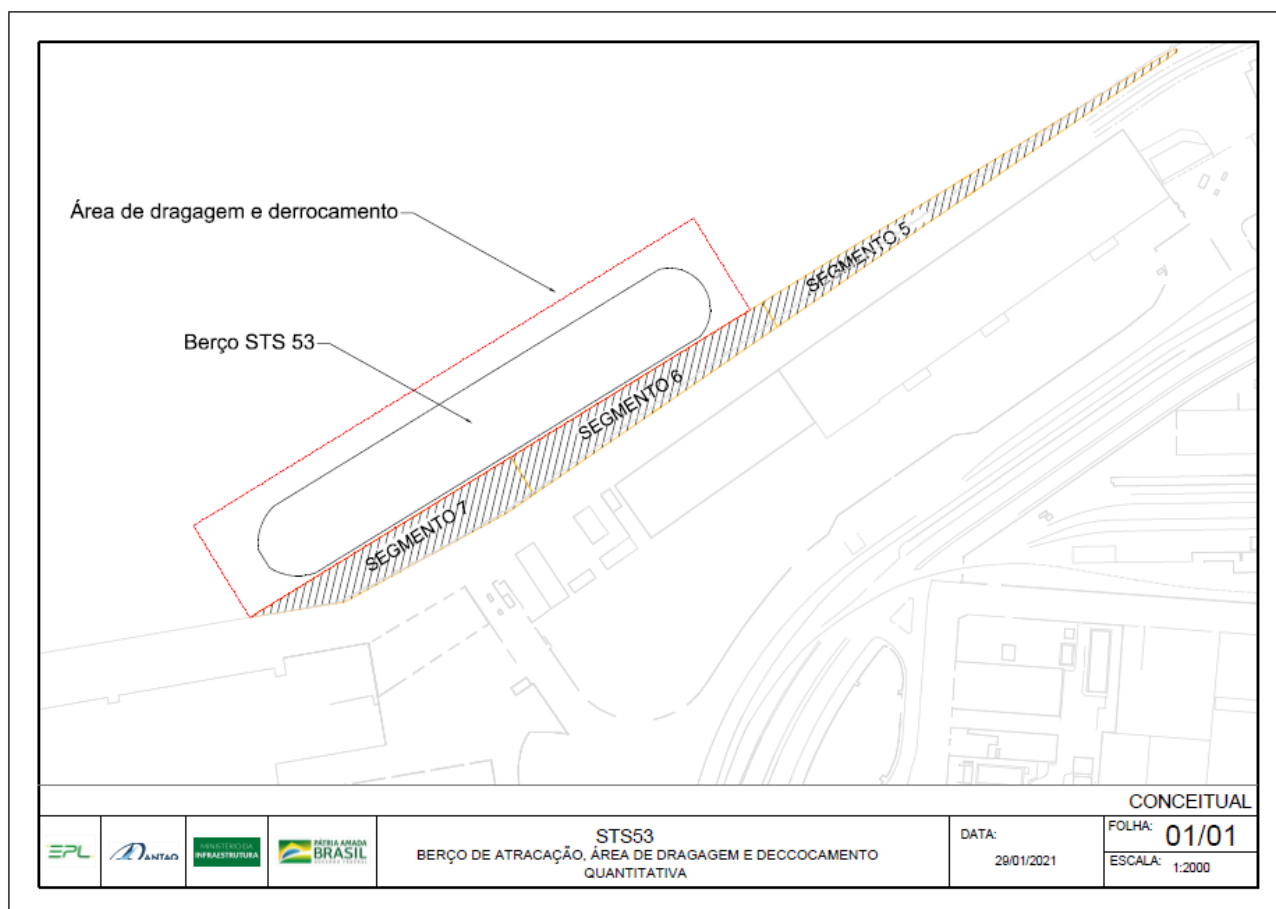 Área de dragagem e derrocamento
Berço STS 53
SEGMENTO 5
SEGMENTO 6
SEGMENTO 7
CONCEITUAL
EPL
ANTAQ
MINISTÉRIO DA
INFRAESTRUTURA
PÁTRIA AMADA
BRASIL
GOVERNO FEDERAL
STS53
BERÇO DE ATRACAÇÃO, ÁREA DE DRAGAGEM E DECCOCAMENTO
QUANTITATIVA
DATA:
29/01/2021
FOLHA: 01/01
ESCALA: 1:2000